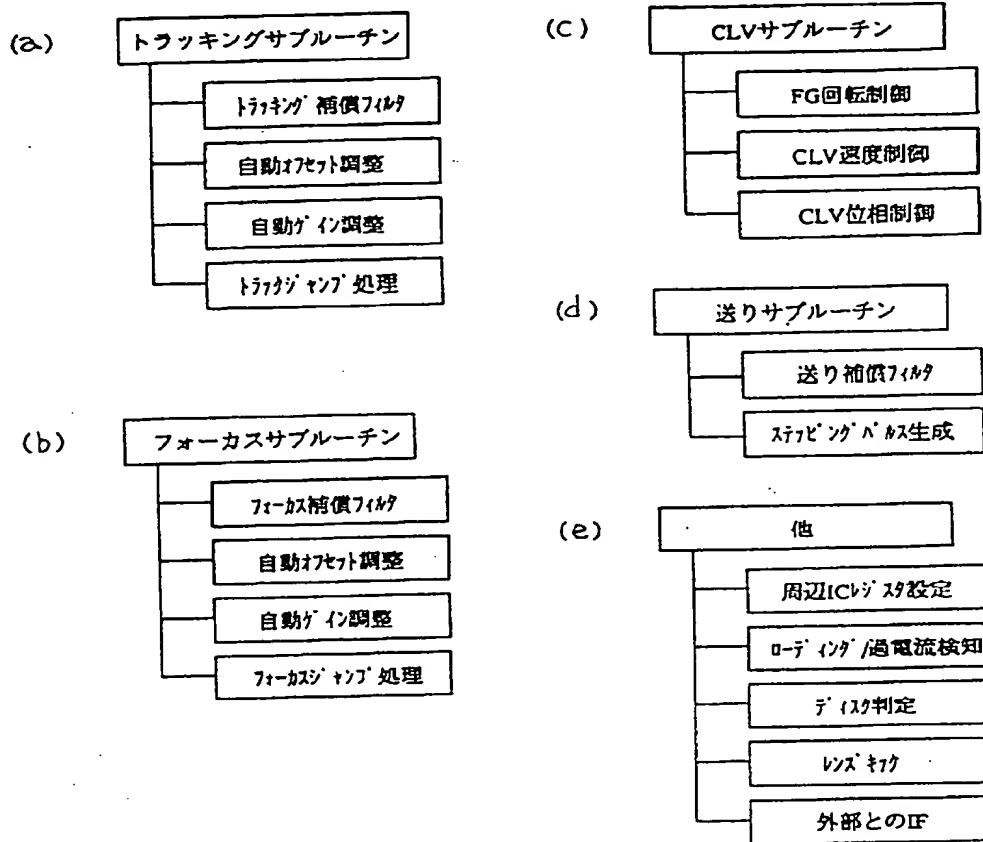 (a)
トラッキングサブルーチン
ﾄﾗｯｷﾝｸﾞ補償ﾌｨﾙﾀ
自動ｵﾌｾｯﾄ調整
自動ｹﾞｲﾝ調整
ﾄﾗｯｸｼﾞｬﾝﾌﾟ処理
(b)
フォーカスサブルーチン
ﾌｫｰｶｽ補償ﾌｨﾙﾀ
自動ｵﾌｾｯﾄ調整
自動ｹﾞｲﾝ調整
ﾌｫｰｶｽｼﾞｬﾝﾌﾟ処理
(c)
CLVサブルーチン
FG回転制御
CLV速度制御
CLV位相制御
(d)
送りサブルーチン
送り補償ﾌｨﾙﾀ
ｽﾃｯﾋﾟﾝｸﾞﾊﾟﾙｽ生成
(e)
他
周辺ICﾚｼﾞｽﾀ設定
ﾛｰﾃﾞｨﾝｸﾞ/過電流検知
ﾃﾞｨｽｸ判定
ﾚﾝｽﾞｷｯｸ
外部とのIF